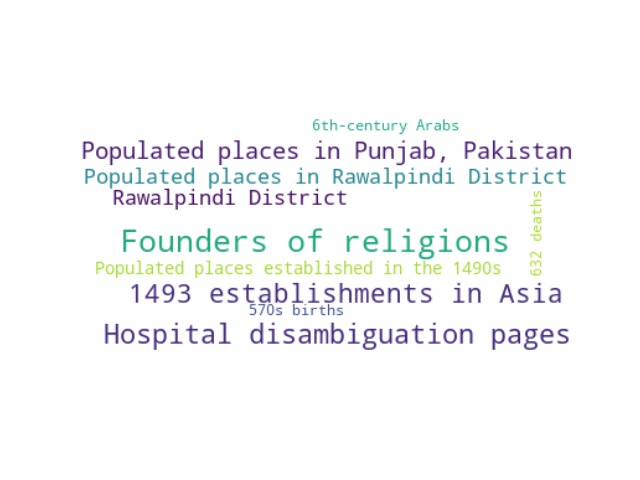 6th-century Arabs
Populated places in Punjab, Pakistan
Populated places in Rawalpindi District
Rawalpindi District
632 deaths
Founders of religions
Populated places established in the 1490s
1493 establishments in Asia
570s births
Hospital disambiguation pages